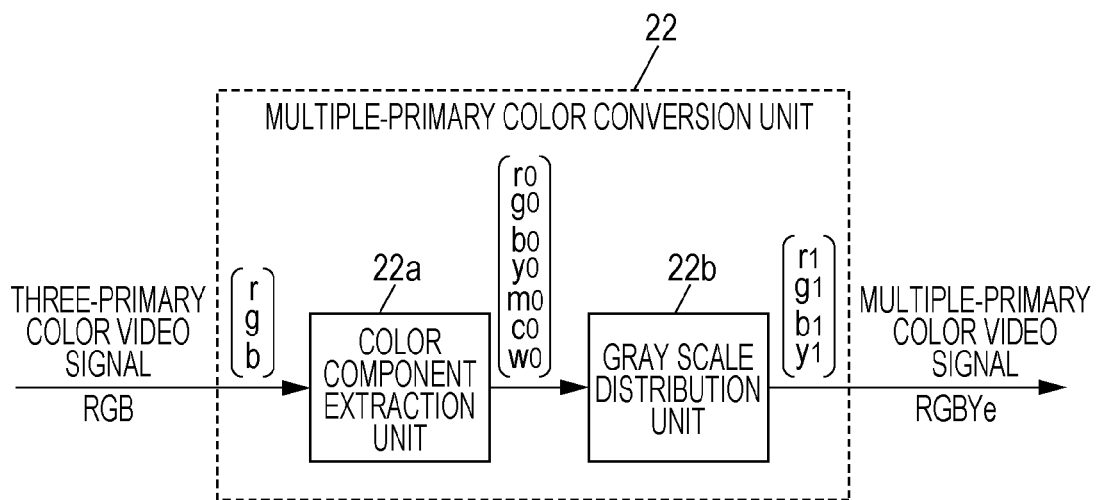 22
MULTIPLE-PRIMARY COLOR CONVERSION UNIT
THREE-PRIMARY
COLOR VIDEO
SIGNAL
RGB
r
g
b
22a
COLOR
COMPONENT
EXTRACTION
UNIT
r0
g0
b0
y0
m0
c0
w0
22b
GRAY SCALE
DISTRIBUTION
UNIT
r1
g1
b1
y1
MULTIPLE-PRIMARY
COLOR VIDEO
SIGNAL
RGBYe